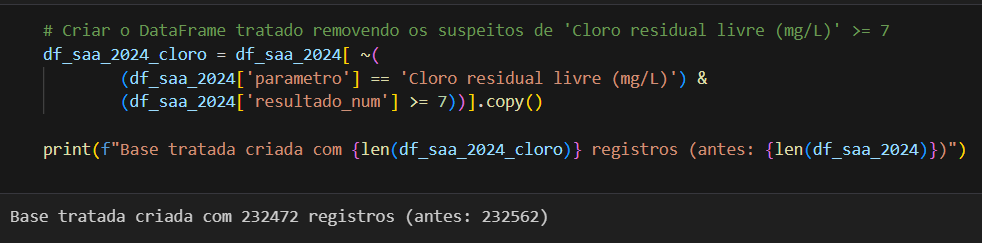 # Criar o DataFrame tratado removendo os suspeitos de 'Cloro residual livre (mg/L)' >= 7
df_saa_2024_cloro = df_saa_2024[ ~(
(df_saa_2024['parametro'] == 'Cloro residual livre (mg/L)') &
(df_saa_2024['resultado_num'] >= 7))].copy()
print(f"Base tratada criada com {len(df_saa_2024_cloro)} registros (antes: {len(df_saa_2024)})")
Base tratada criada com 232472 registros (antes: 232562)